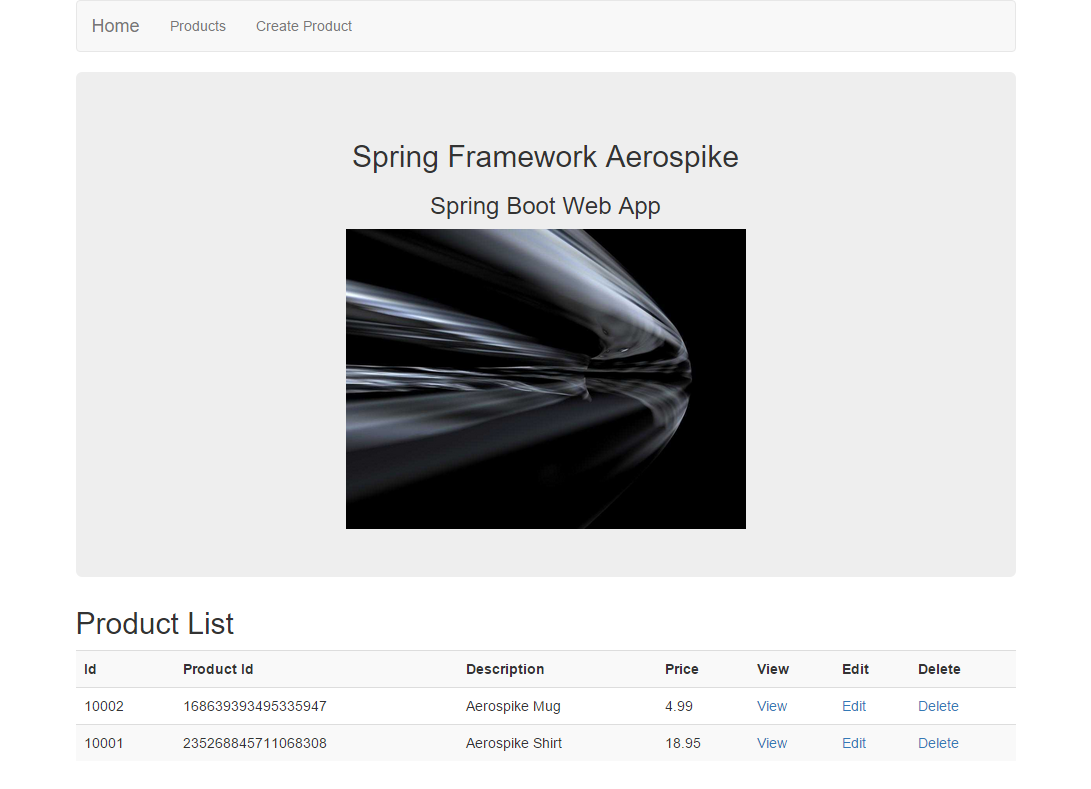 Home Products Create Product
Spring Framework Aerospike
Spring Boot Web App
Product List
Id Product Id Description Price View Edit Delete
10002 168639393495335947 Aerospike Mug 4.99 View Edit Delete
10001 235268845711068308 Aerospike Shirt 18.95 View Edit Delete